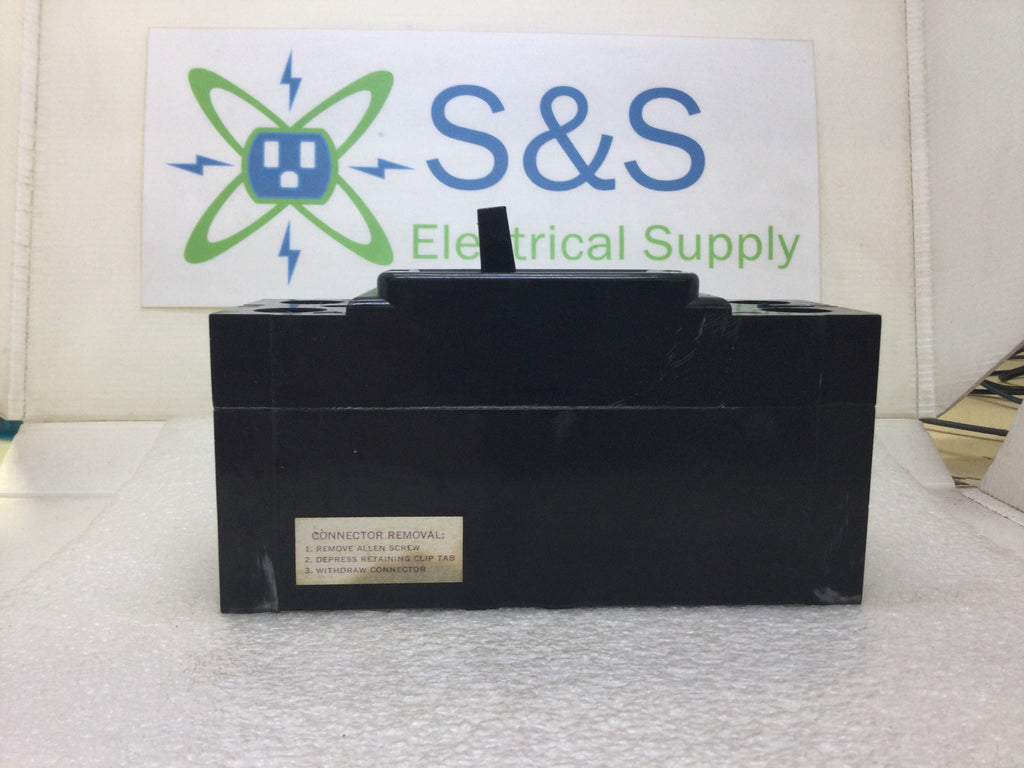 S&S
Electrical Supply
CONNECTOR REMOVAL:
1. REMOVE ALLEN SCREW
2. DEPRESS RETAINING CLIP TAB
3. WITHDRAW CONNECTOR